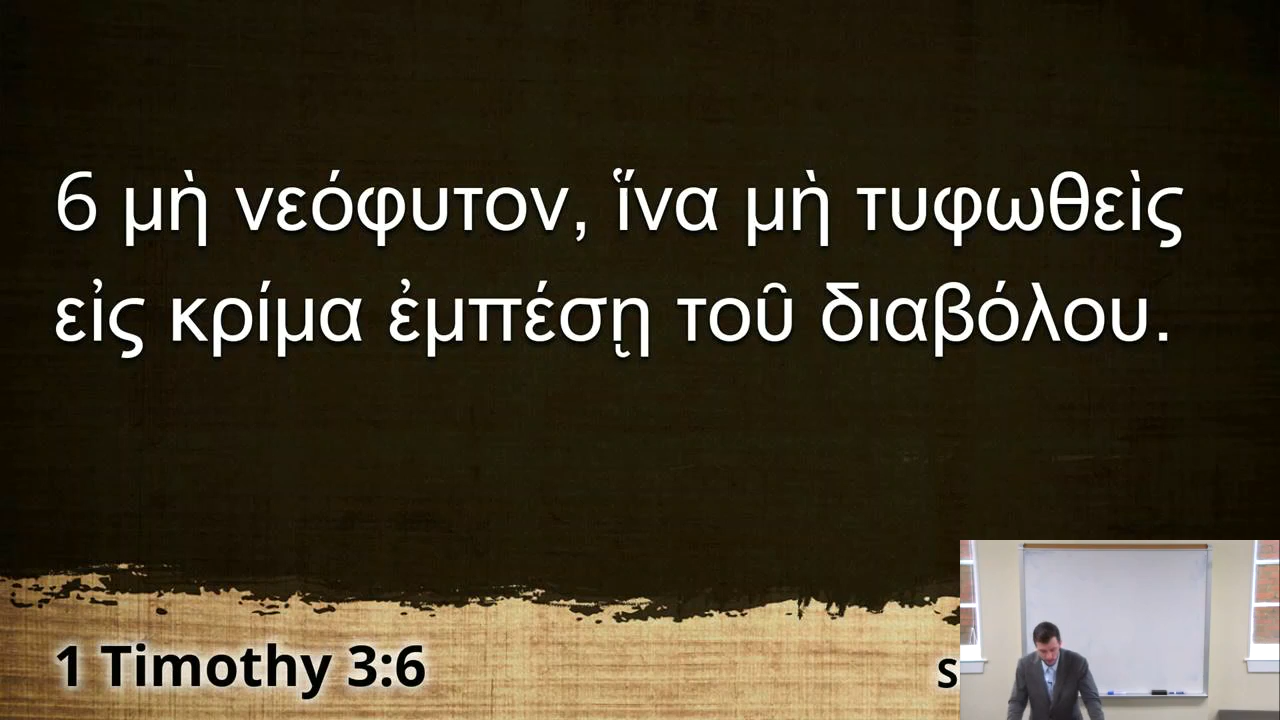 6 μὴ νεόφυτον, ἵνα μὴ τυφωθεὶς
εἰς κρίμα ἐμπέσῃ τοῦ διαβόλου.
1 Timothy 3:6